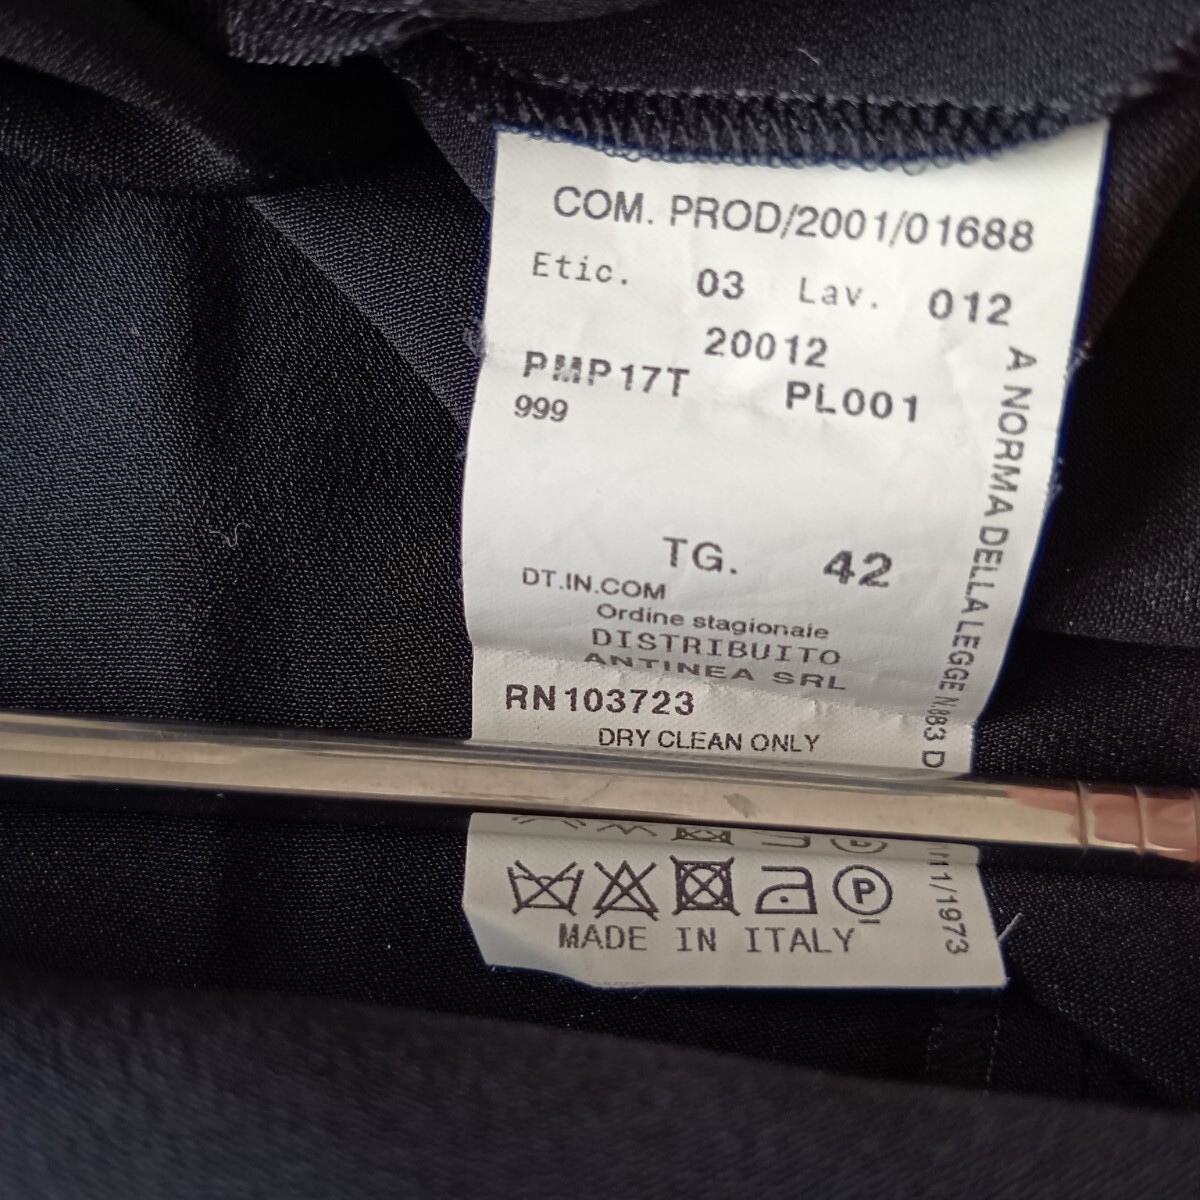 COM. PROD/2001/01688
Etic. 03 Lav. 012
20012
PMP17T PL001
999
TG. 42
DT.IN.COM
Ordine stagionale
DISTRIBUITO
ANTINEA SRL
RN103723
DRY CLEAN ONLY
P
MADE IN ITALY
A NORMA DELLA LEGGE N.883 D
11/1973